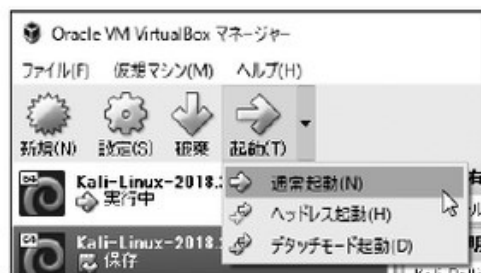 Oracle VM VirtualBox マネージャー
ファイル(F) 仮想マシン(M) ヘルプ(H)
新規(N) 設定(S) 破棄 起動(T)
Kali-Linux-2018.
実行中
通常起動(N)
ヘッドレス起動(H)
Kali-Linux-2018
保存
デタッチモード起動(D)